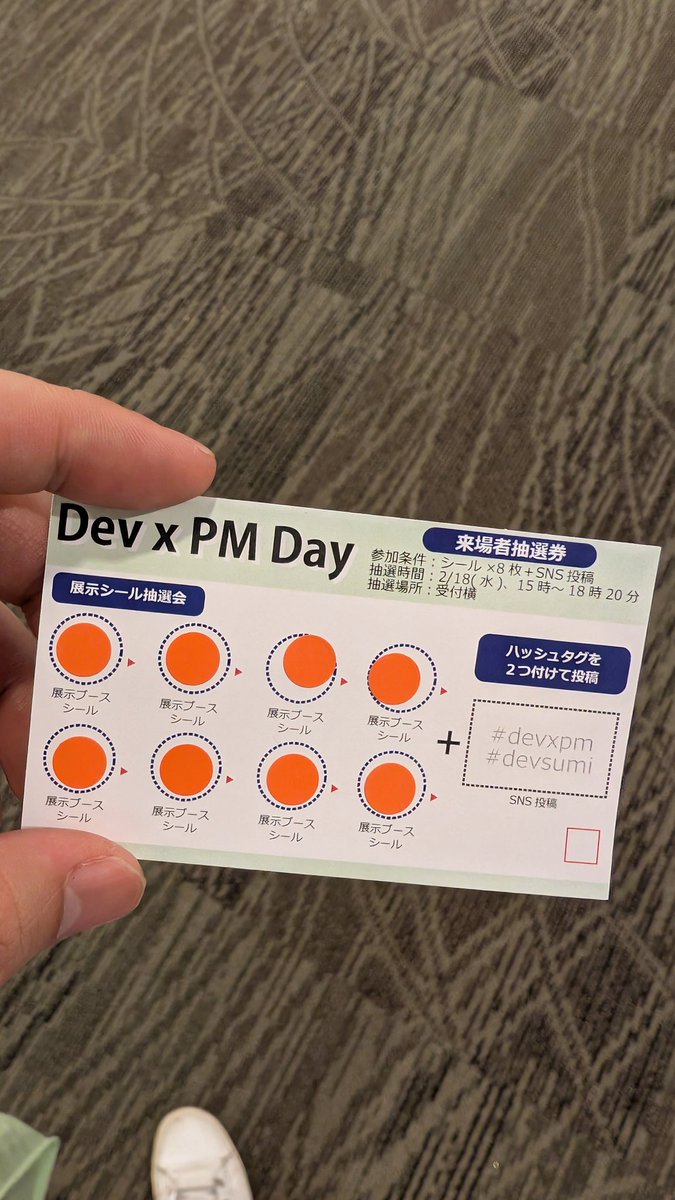 Dev x PM Day
来場者抽選券
参加条件：シール×8枚＋SNS投稿
抽選時間：2/18(水)、15時～18時20分
抽選場所：受付横
展示シール抽選会
展示ブース
シール
展示ブース
シール
展示ブース
シール
展示ブース
シール
展示ブース
シール
展示ブース
シール
展示ブース
シール
展示ブース
シール
+
ハッシュタグを
2つ付けて投稿
#devxpm
#devsumi
SNS投稿